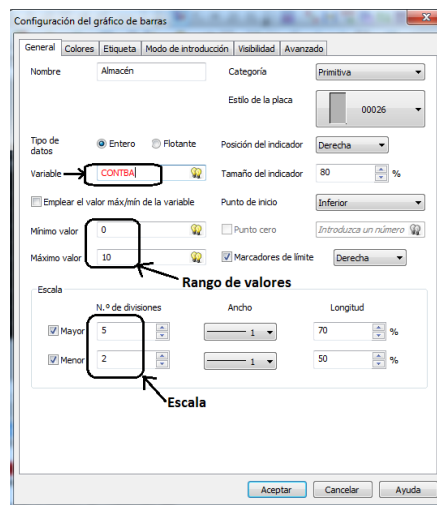 Configuración del gráfico de barras
General Colores Etiqueta Modo de introducción Visibilidad Avanzado
Nombre Almacén Categoría Primitiva
Estilo de la placa 00026
Tipo de datos Entero Flotante Posición del indicador Derecha
Variable CONTBA Tamaño del indicador 80 %
Emplear el valor máx/mín de la variable Punto de inicio Inferior
Mínimo valor 0 Punto cero Introduzca un número
Máximo valor 10 Marcadores de límite Derecha
Rango de valores
Escala
N.º de divisiones Ancho Longitud
Mayor 5 1 70 %
Menor 2 1 50 %
Escala
Aceptar Cancelar Ayuda